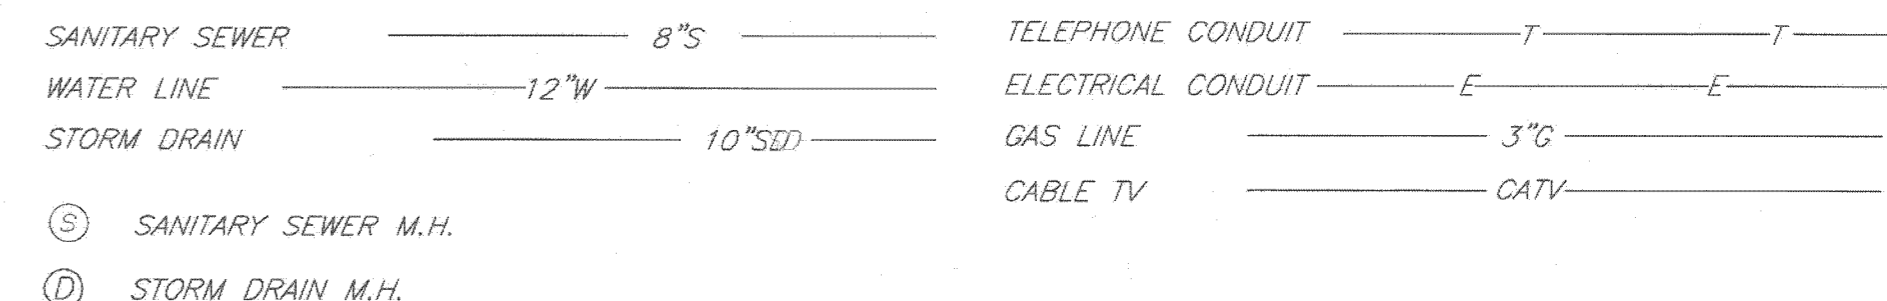 SANITARY SEWER 8"S
WATER LINE 12"W
STORM DRAIN 10"SD
S SANITARY SEWER M.H.
D STORM DRAIN M.H.
TELEPHONE CONDUIT T T
ELECTRICAL CONDUIT E E
GAS LINE 3"G
CABLE TV CATV